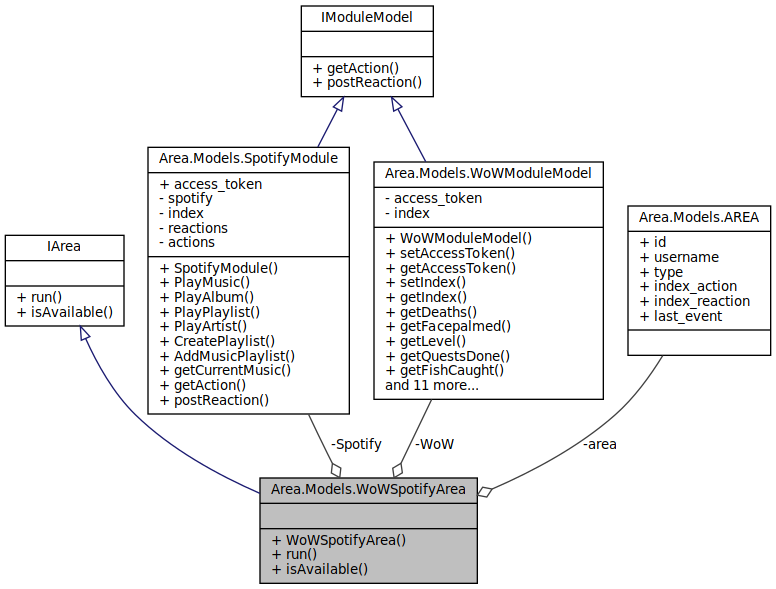 IModuleModel
+ getAction()
+ postReaction()
Area.Models.SpotifyModule
+ access_token
- spotify
- index
- reactions
- actions
+ SpotifyModule()
+ PlayMusic()
+ PlayAlbum()
+ PlayPlaylist()
+ PlayArtist()
+ CreatePlaylist()
+ AddMusicPlaylist()
+ getCurrentMusic()
+ getAction()
+ postReaction()
Area.Models.WoWModuleModel
- access_token
- index
+ WoWModuleModel()
+ setAccessToken()
+ getAccessToken()
+ setIndex()
+ getIndex()
+ getDeaths()
+ getFacepalmed()
+ getLevel()
+ getQuestsDone()
+ getFishCaught()
and 11 more...
Area.Models.AREA
+ id
+ username
+ type
+ index_action
+ index_reaction
+ last_event
IArea
+ run()
+ isAvailable()
-Spotify
-WoW
-area
Area.Models.WoWSpotifyArea
+ WoWSpotifyArea()
+ run()
+ isAvailable()